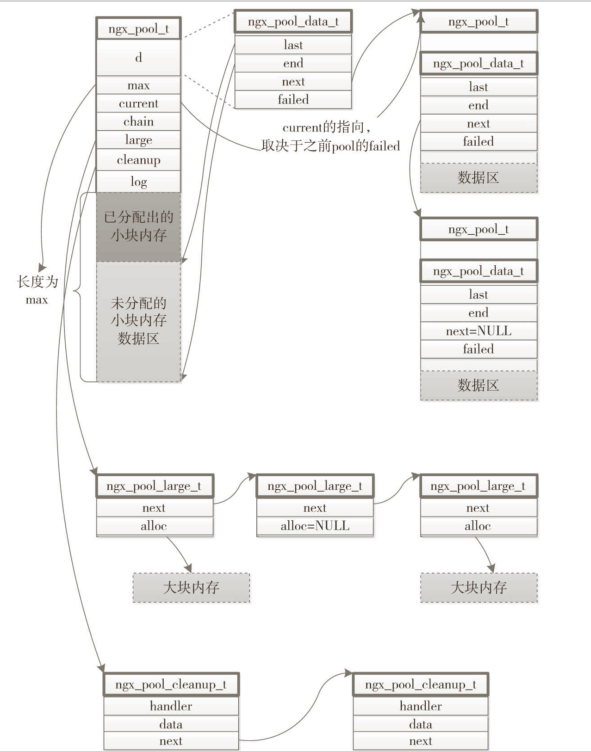 ngx_pool_t
d
max
current
chain
large
cleanup
log
已分配出的
小块内存
未分配的
小块内存
数据区
长度为
max
ngx_pool_data_t
last
end
next
failed
current的指向，
取决于之前pool的failed
ngx_pool_t
ngx_pool_data_t
last
end
next
failed
数据区
ngx_pool_t
ngx_pool_data_t
last
end
next=NULL
failed
数据区
ngx_pool_large_t
next
alloc
大块内存
ngx_pool_large_t
next
alloc=NULL
ngx_pool_large_t
next
alloc
大块内存
ngx_pool_cleanup_t
handler
data
next
ngx_pool_cleanup_t
handler
data
next